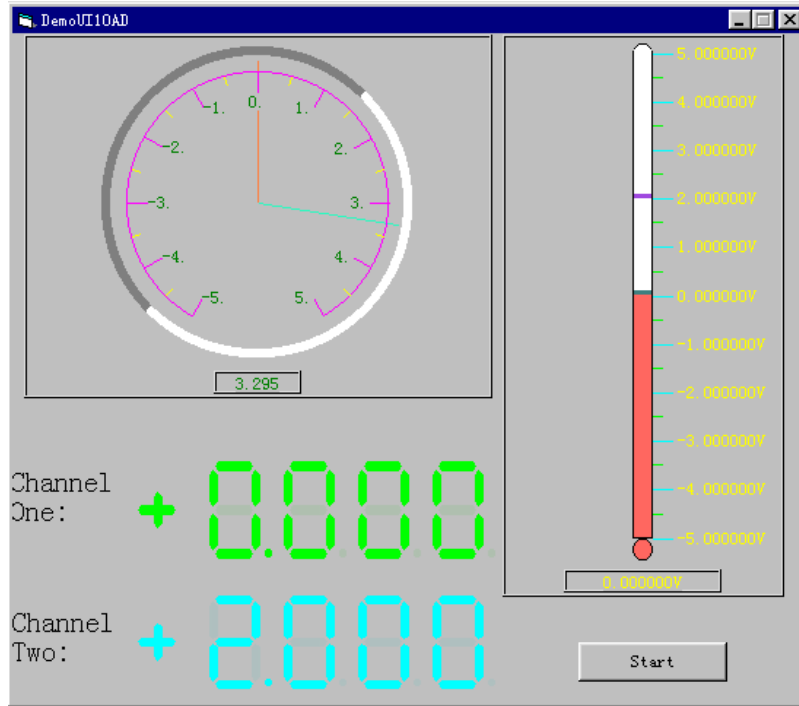 DemoUI10AD
0.
-1. 1.
-2. 2.
-3. 3.
-4. 4.
-5. 5.
3.295
5.000000V
4.000000V
3.000000V
2.000000V
1.000000V
0.000000V
-1.000000V
-2.000000V
-3.000000V
-4.000000V
-5.000000V
0.000000V
Channel
One:
+0.000
Channel
Two:
+2.000
Start